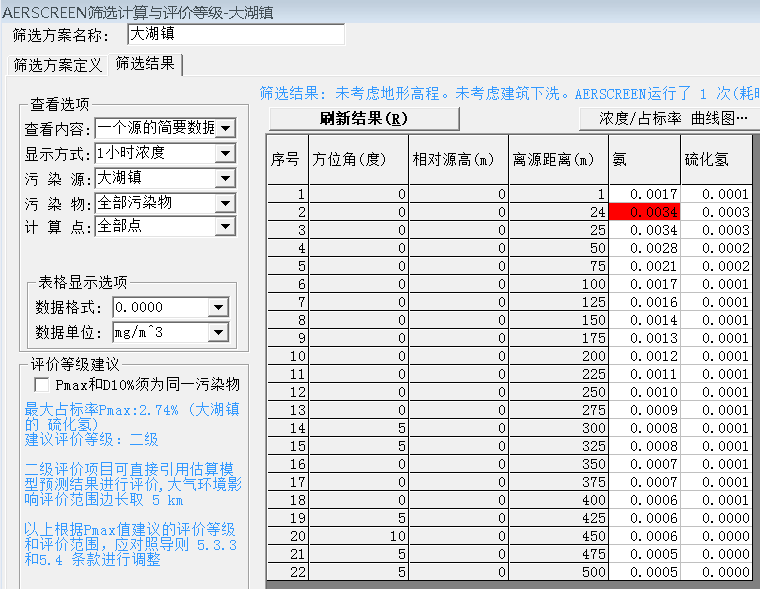 AERSCREEN筛选计算与评价等级-大湖镇
筛选方案名称: 大湖镇
筛选方案定义 筛选结果
筛选结果: 未考虑地形高程。未考虑建筑下洗。AERSCREEN运行了 1 次(耗时
查看选项
查看内容: 一个源的简要数据
显示方式: 1小时浓度
污 染 源: 大湖镇
污 染 物: 全部污染物
计 算 点: 全部点
表格显示选项
数据格式: 0.0000
数据单位: mg/m^3
评价等级建议
Pmax和D10%须为同一污染物
最大占标率Pmax:2.74% (大湖镇
的 硫化氢)
建议评价等级: 二级
二级评价项目可直接引用估算模
型预测结果进行评价,大气环境影
响评价范围边长取 5 km
以上根据Pmax值建议的评价等级
和评价范围, 应对照导则 5.3.3
和5.4 条款进行调整
刷新结果(R) 浓度/占标率 曲线图…
序号 方位角(度) 相对源高(m) 离源距离(m) 氨 硫化氢
1 0 0 1 0.0017 0.0001
2 0 0 24 0.0034 0.0003
3 0 0 25 0.0034 0.0003
4 0 0 50 0.0028 0.0002
5 0 0 75 0.0021 0.0002
6 0 0 100 0.0017 0.0001
7 0 0 125 0.0016 0.0001
8 0 0 150 0.0014 0.0001
9 0 0 175 0.0013 0.0001
10 0 0 200 0.0012 0.0001
11 0 0 225 0.0011 0.0001
12 0 0 250 0.0010 0.0001
13 0 0 275 0.0009 0.0001
14 5 0 300 0.0008 0.0001
15 5 0 325 0.0008 0.0001
16 0 0 350 0.0007 0.0001
17 0 0 375 0.0007 0.0001
18 0 0 400 0.0006 0.0001
19 5 0 425 0.0006 0.0000
20 10 0 450 0.0006 0.0000
21 5 0 475 0.0005 0.0000
22 5 0 500 0.0005 0.0000